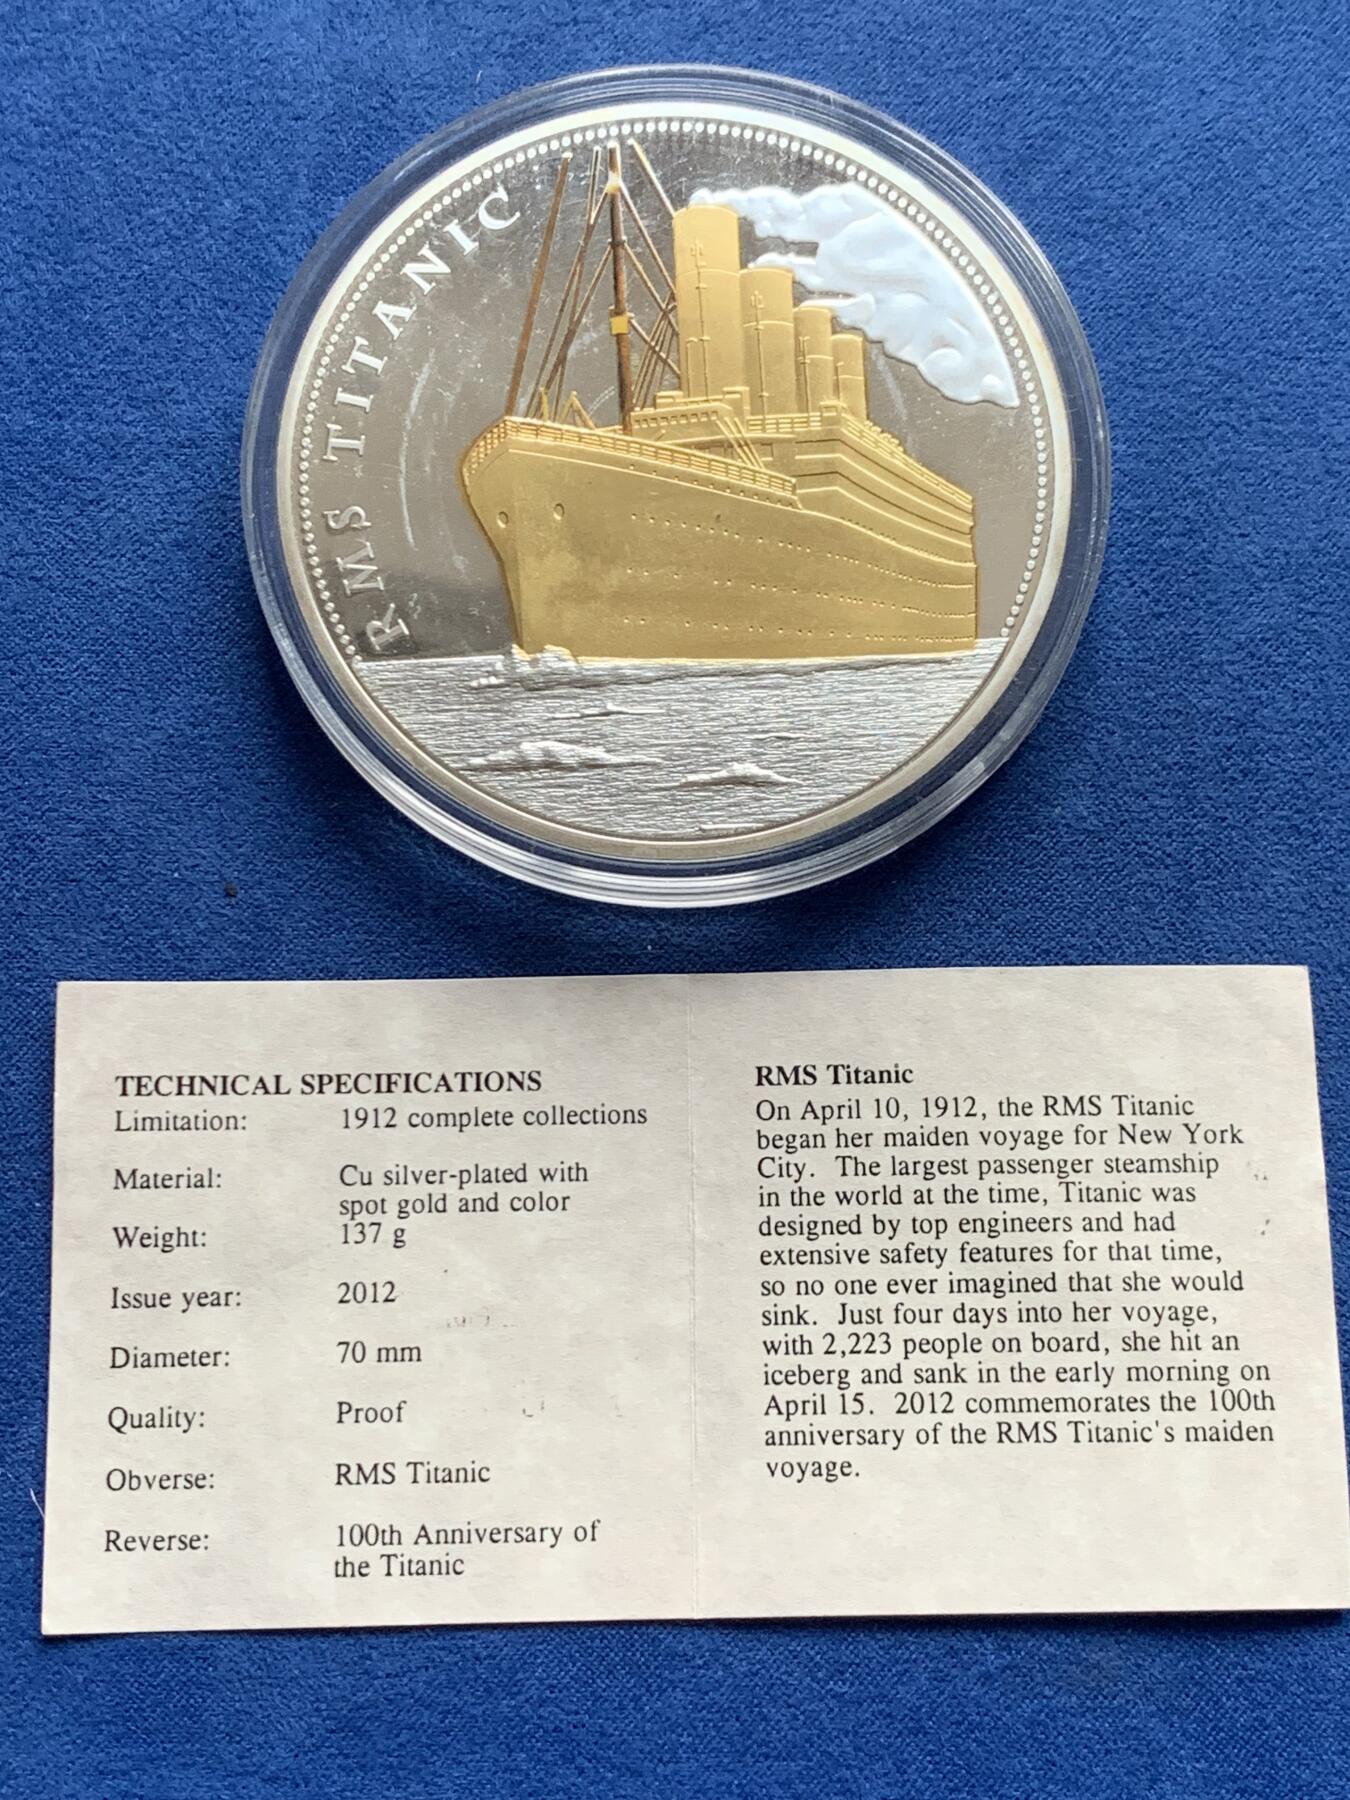 RMS TITANIC
TECHNICAL SPECIFICATIONS
Limitation: 1912 complete collections
Material: Cu silver-plated with
spot gold and color
Weight: 137 g
Issue year: 2012
Diameter: 70 mm
Quality: Proof
Obverse: RMS Titanic
Reverse: 100th Anniversary of
the Titanic
RMS Titanic
On April 10, 1912, the RMS Titanic
began her maiden voyage for New York
City. The largest passenger steamship
in the world at the time, Titanic was
designed by top engineers and had
extensive safety features for that time,
so no one ever imagined that she would
sink. Just four days into her voyage,
with 2,223 people on board, she hit an
iceberg and sank in the early morning on
April 15. 2012 commemorates the 100th
anniversary of the RMS Titanic's maiden
voyage.